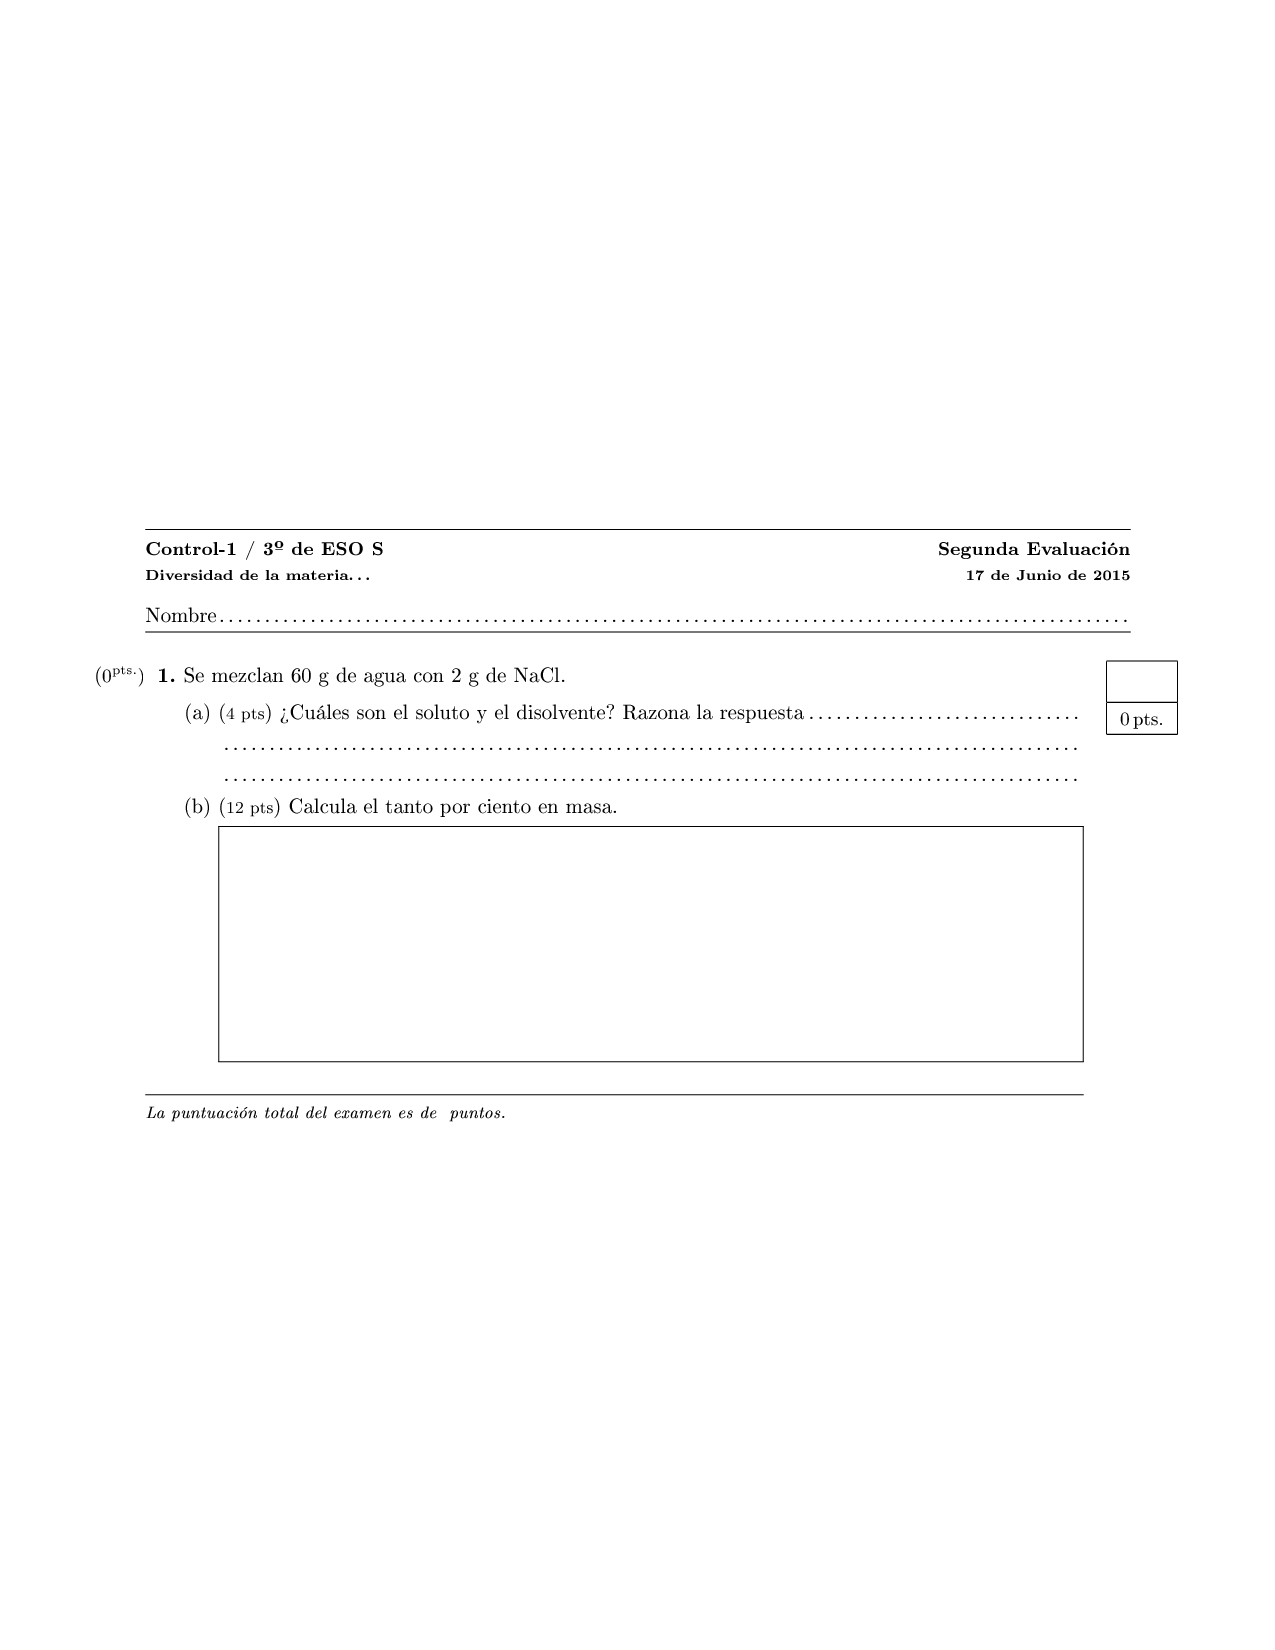 Control-1 / 3º de ESO S Segunda Evaluación
Diversidad de la materia... 17 de Junio de 2015
Nombre..............................................................................................
(0pts.) 1. Se mezclan 60 g de agua con 2 g de NaCl.
(a) (4 pts) ¿Cuáles son el soluto y el disolvente? Razona la respuesta..............................
0 pts.
..............................................................................................
..............................................................................................
(b) (12 pts) Calcula el tanto por ciento en masa.
La puntuación total del examen es de puntos.